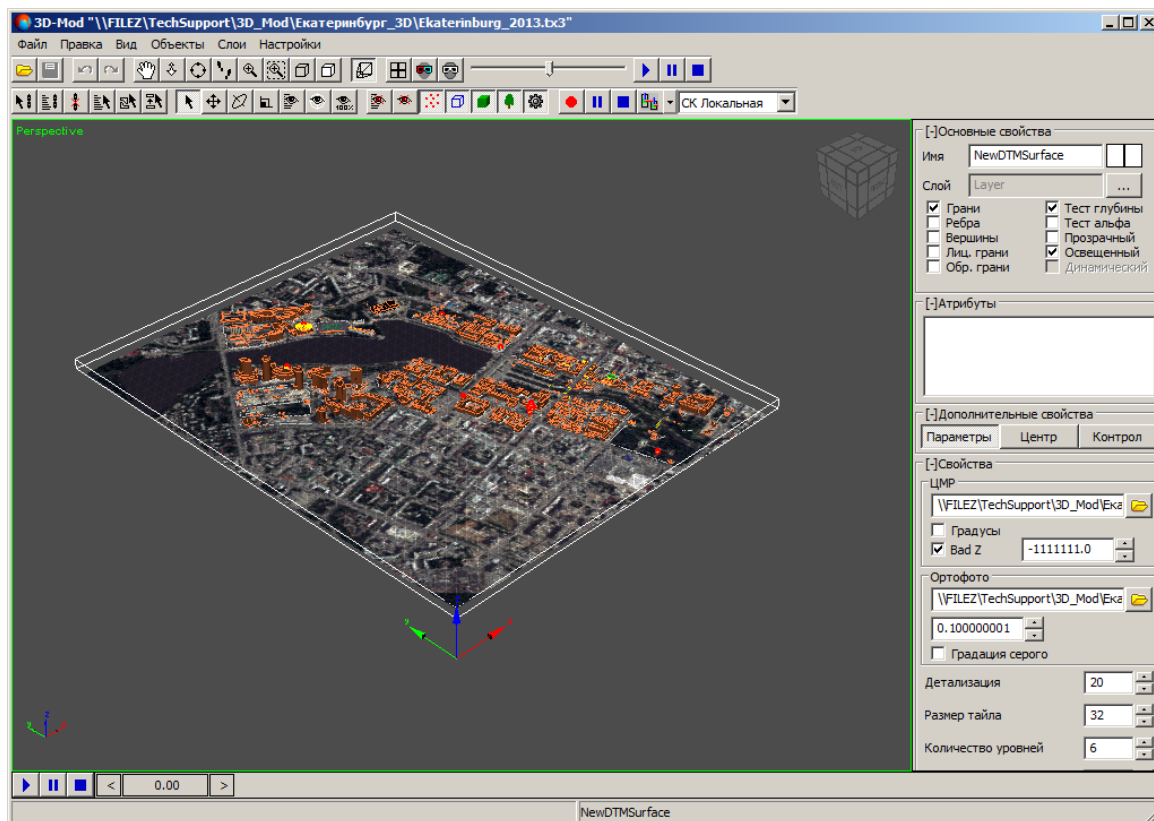 3D-Mod "\\FILEZ\TechSupport\3D_Mod\Екатеринбург_3D\Ekaterinburg_2013.tx3"
Файл Правка Вид Объекты Слои Настройки
100%
СК Локальная
Perspective
[-]Основные свойства
Имя NewDTMSurface
Слой Layer ...
Грани Тест глубины
Ребра Тест альфа
Вершины Прозрачный
Лиц. грани Освещенный
Обр. грани Динамический
[-]Атрибуты
[-]Дополнительные свойства
Параметры Центр Контрол
[-]Свойства
ЦМР
\\FILEZ\TechSupport\3D_Mod\Ека
Градусы
Bad Z -1111111.0
Ортофото
\\FILEZ\TechSupport\3D_Mod\Ека
0.100000001
Градация серого
Детализация 20
Размер тайла 32
Количество уровней 6
< 0.00 >
NewDTMSurface